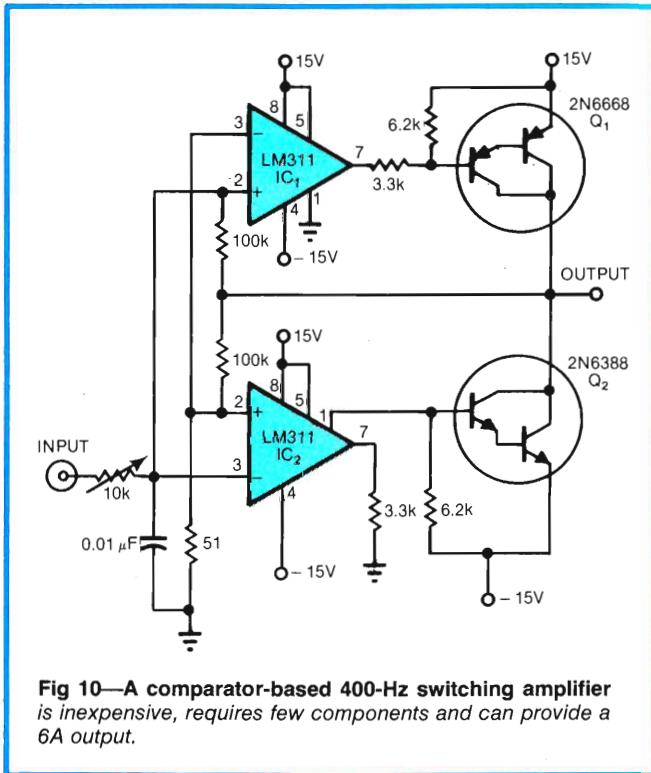 15V
15V
2N6668
Q1
8
5
6.2k
3
−
LM311
IC1
7
2
+
3.3k
4
1
100k
− 15V
OUTPUT
15V
100k
2N6388
Q2
8
5
1
2
+
LM311
IC2
7
INPUT
3
−
10k
4
3.3k
6.2k
0.01 µF
51
− 15V
− 15V
Fig 10—A comparator-based 400-Hz switching amplifier
is inexpensive, requires few components and can provide a
6A output.